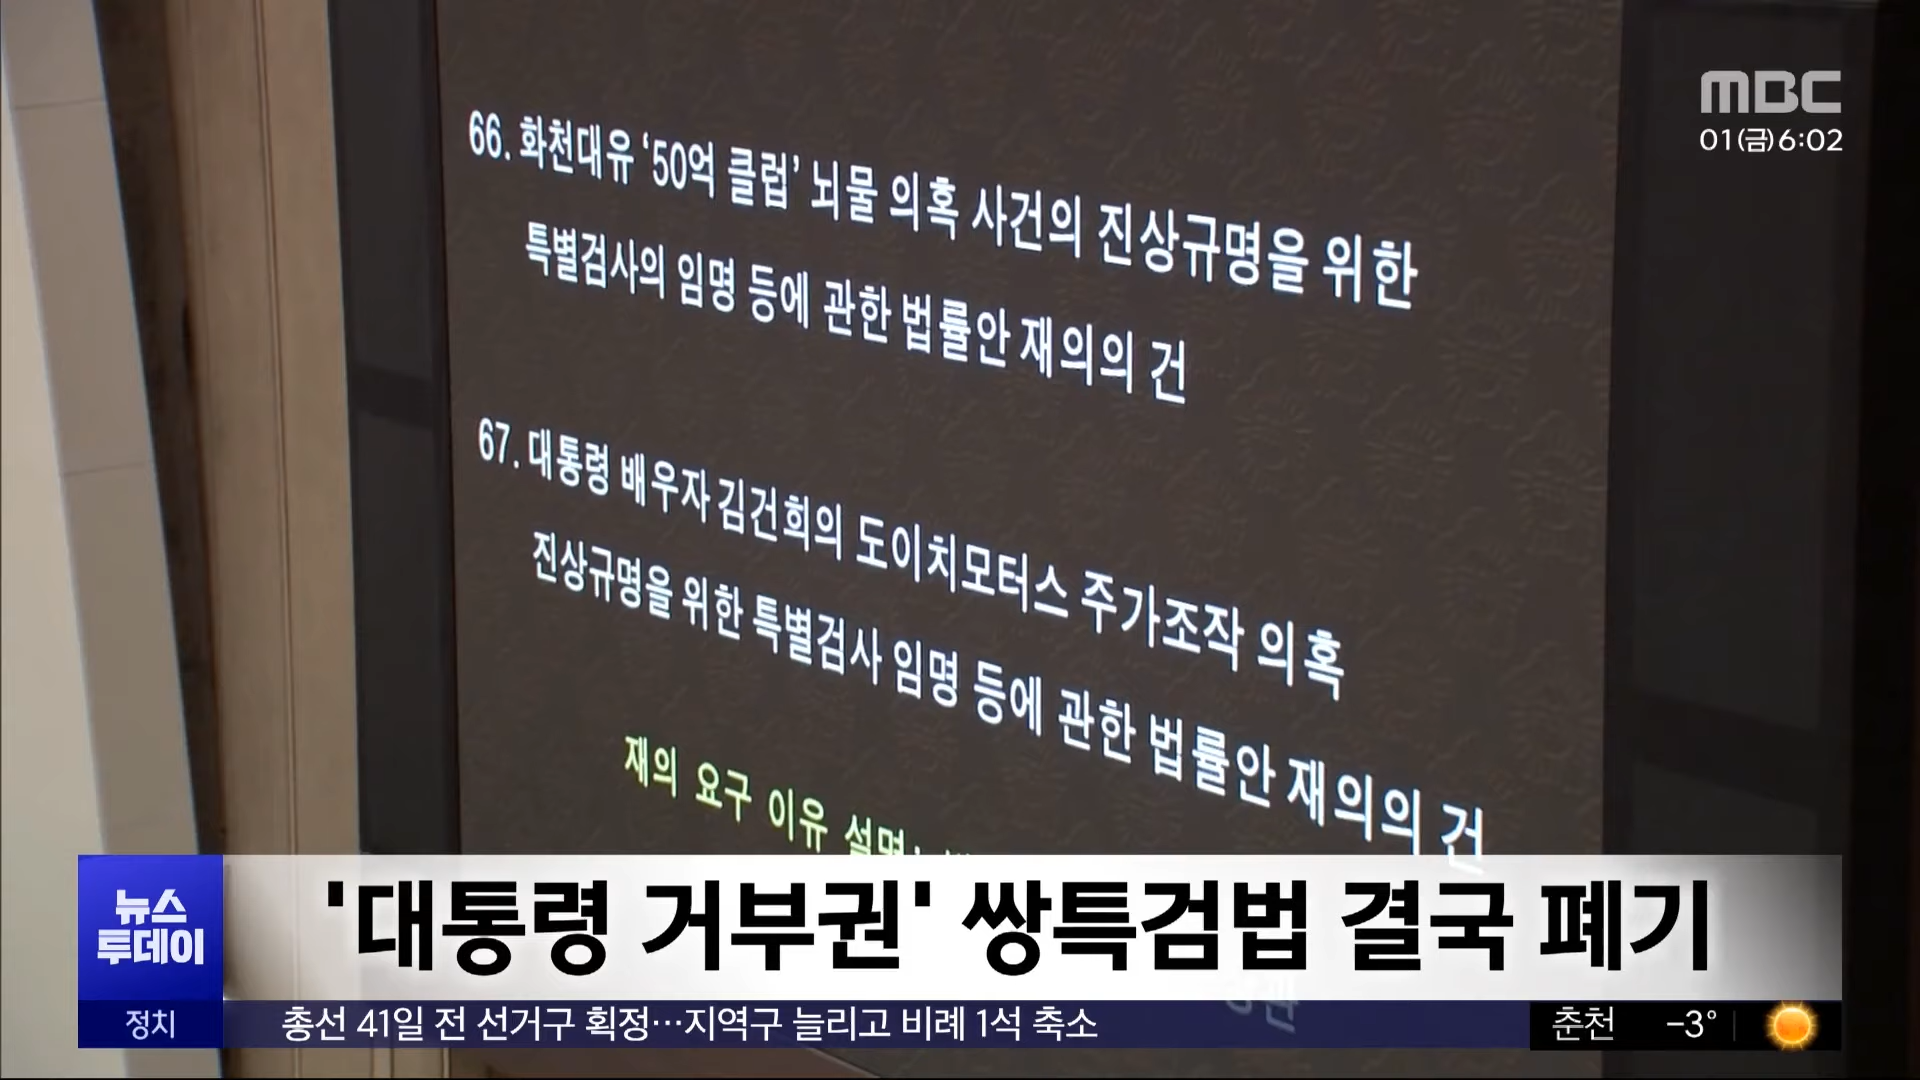 MBC
01(금)6:02
66. 화천대유 ‘50억 클럽’ 뇌물 의혹 사건의 진상규명을 위한
특별검사의 임명 등에 관한 법률안 재의의 건
67. 대통령 배우자 김건희의 도이치모터스 주가조작 의혹
진상규명을 위한 특별검사 임명 등에 관한 법률안 재의의 건
재의 요구 이유 설명:
뉴스
투데이
'대통령 거부권' 쌍특검법 결국 폐기
정치
총선 41일 전 선거구 획정…지역구 늘리고 비례 1석 축소
춘천 -3°